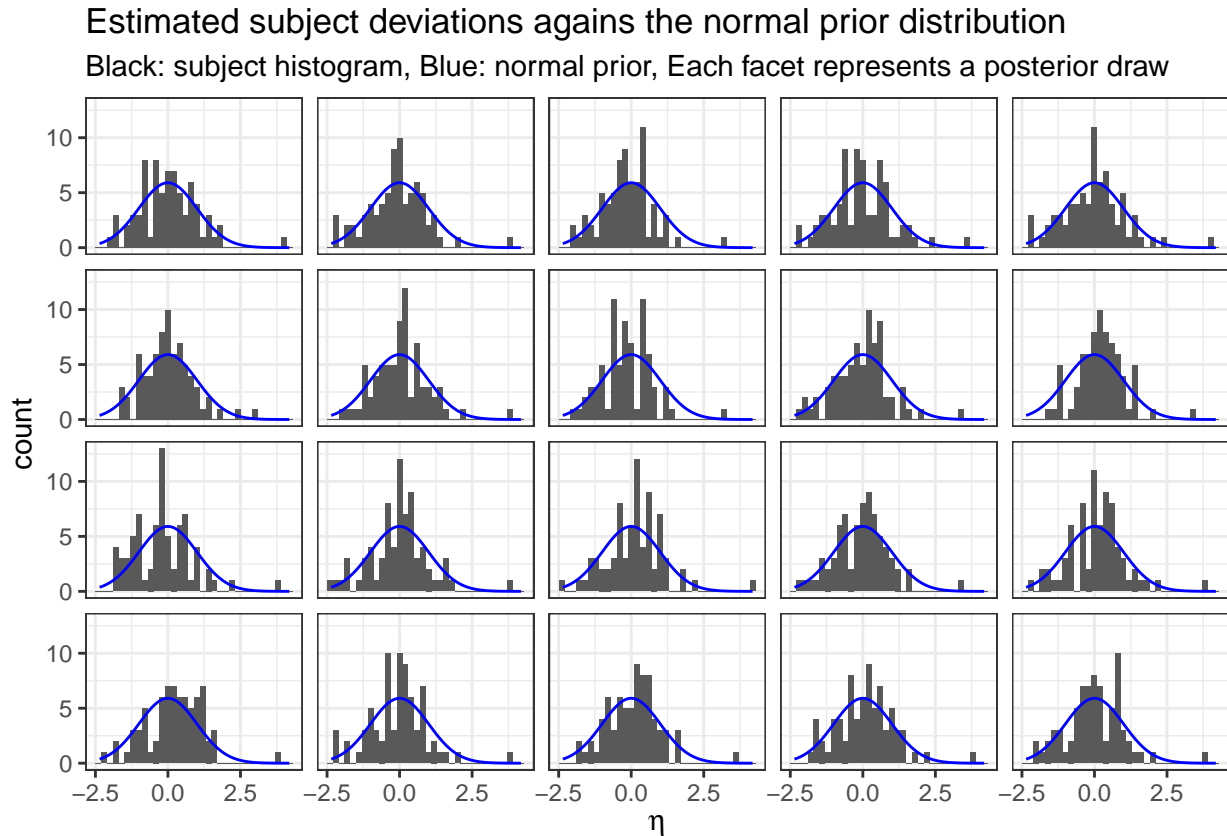 Estimated subject deviations agains the normal prior distribution
Black: subject histogram, Blue: normal prior, Each facet represents a posterior draw
10
5
0
10
5
0
10
5
0
10
5
0
count
−2.5 0.0 2.5 −2.5 0.0 2.5 −2.5 0.0 2.5 −2.5 0.0 2.5 −2.5 0.0 2.5
η